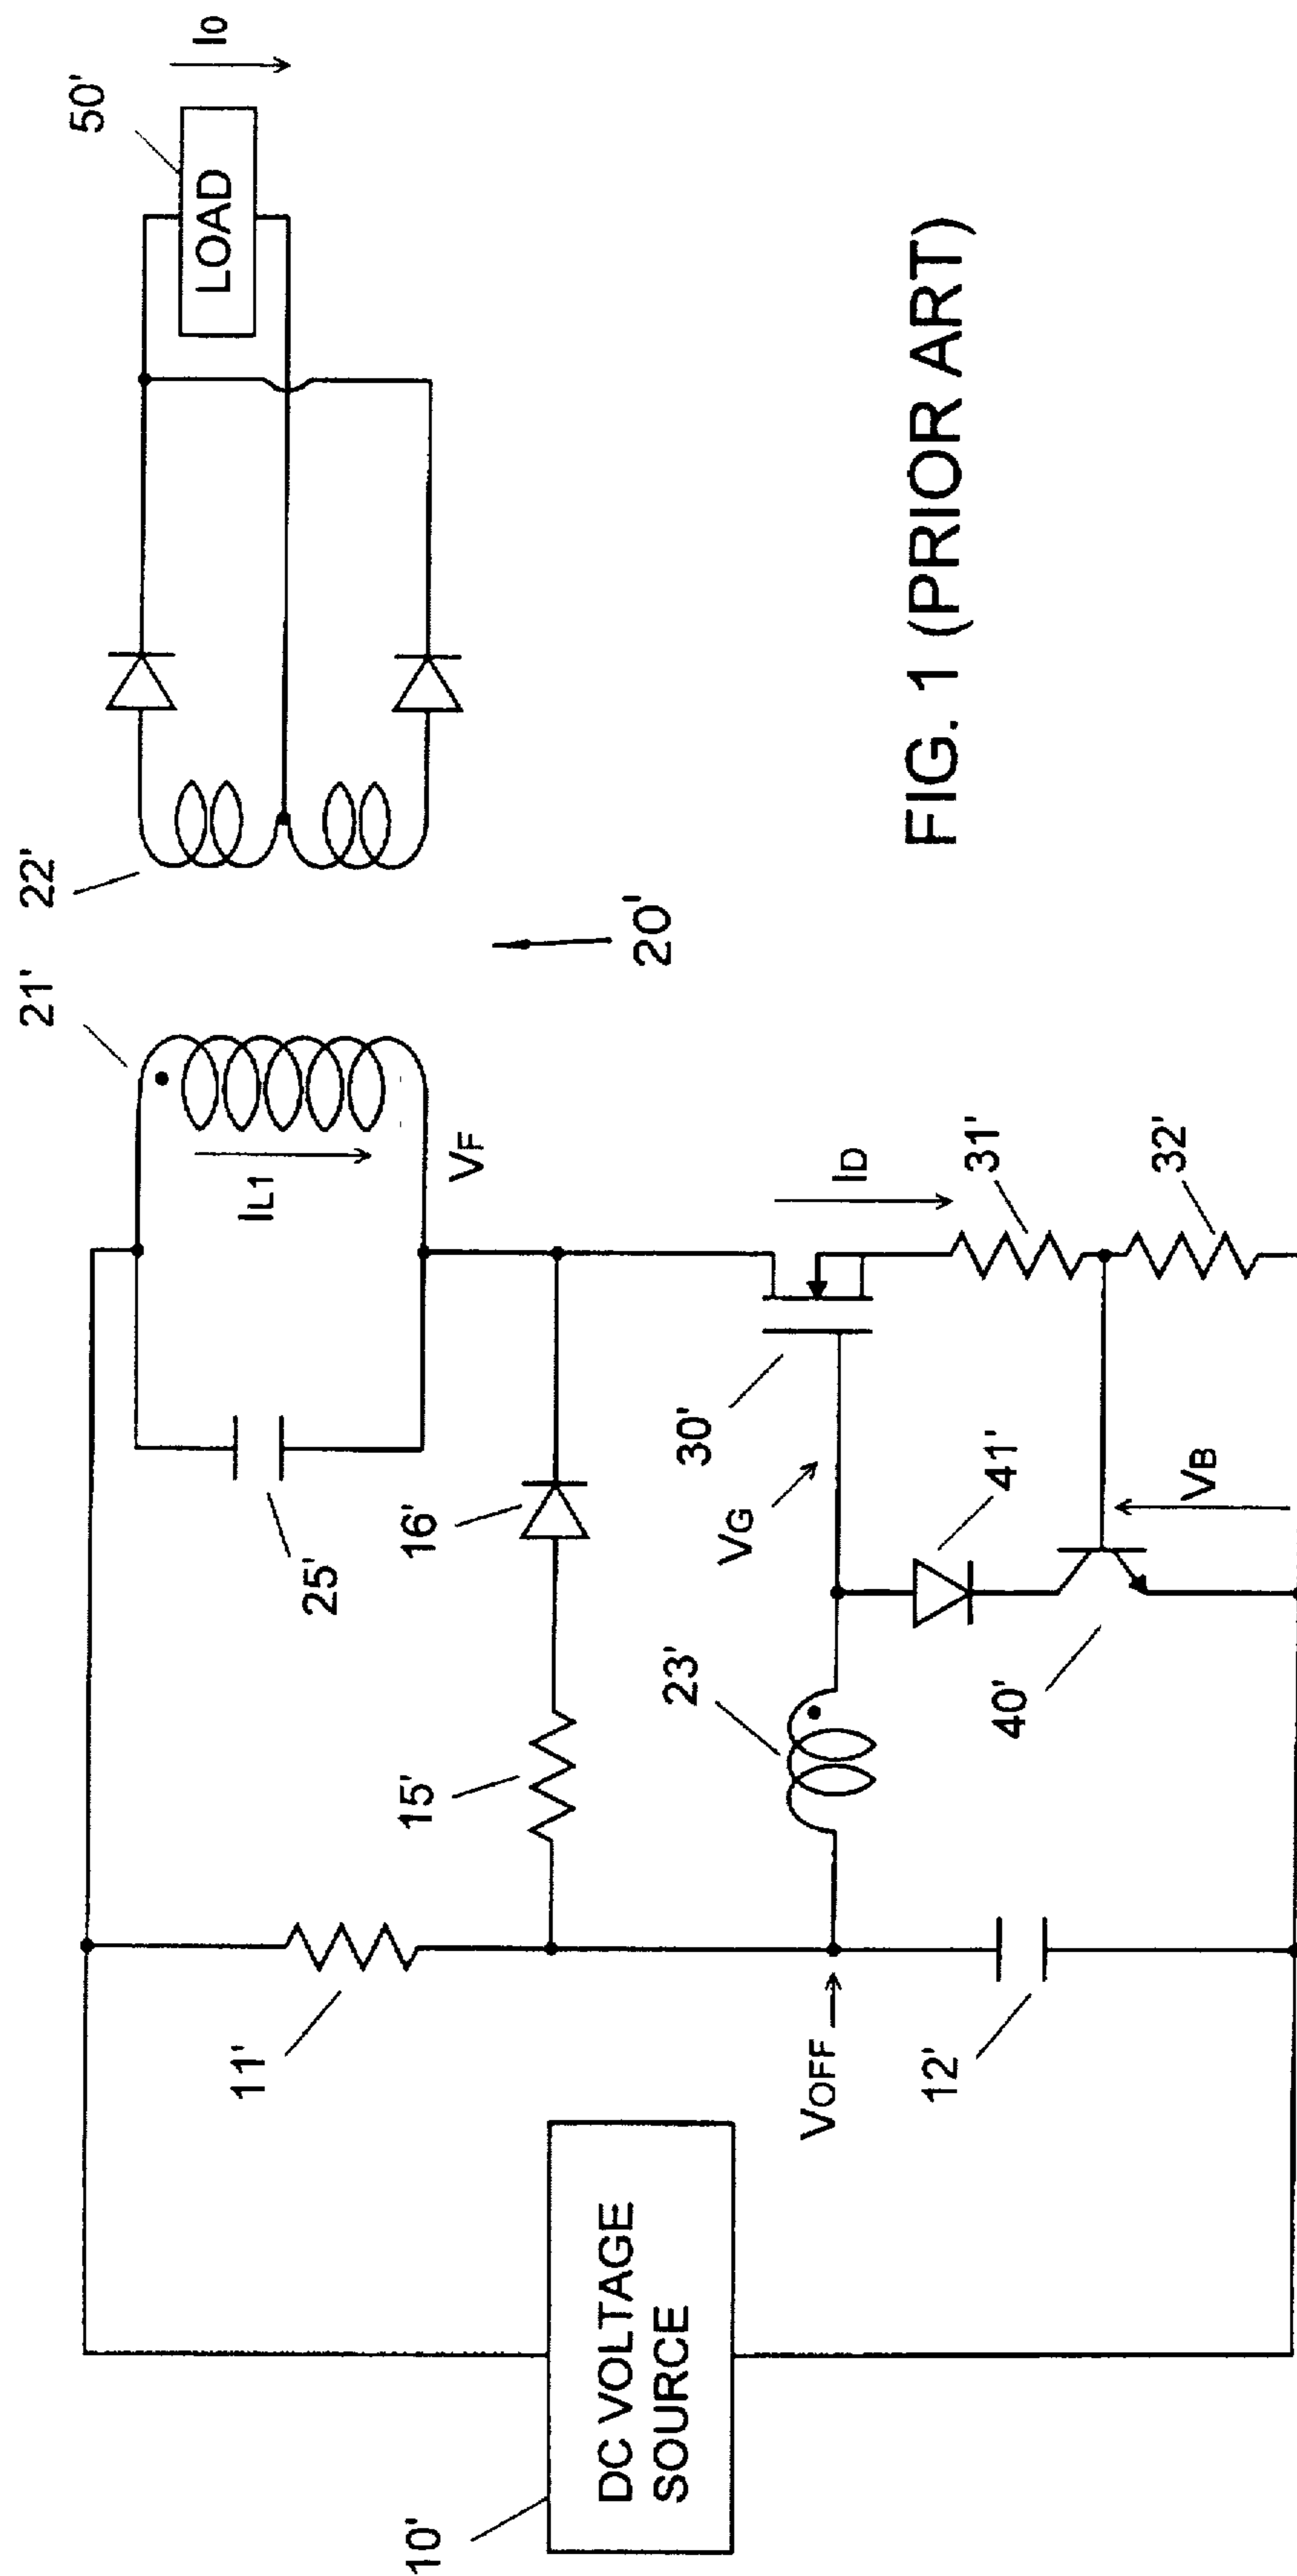 10'
DC VOLTAGE
SOURCE
11'
VOFF
12'
15'
16'
25'
23'
VG
30'
41'
40'
VB
21'
IL1
VF
ID
31'
32'
22'
20'
50'
LOAD
I0
FIG. 1 (PRIOR ART)